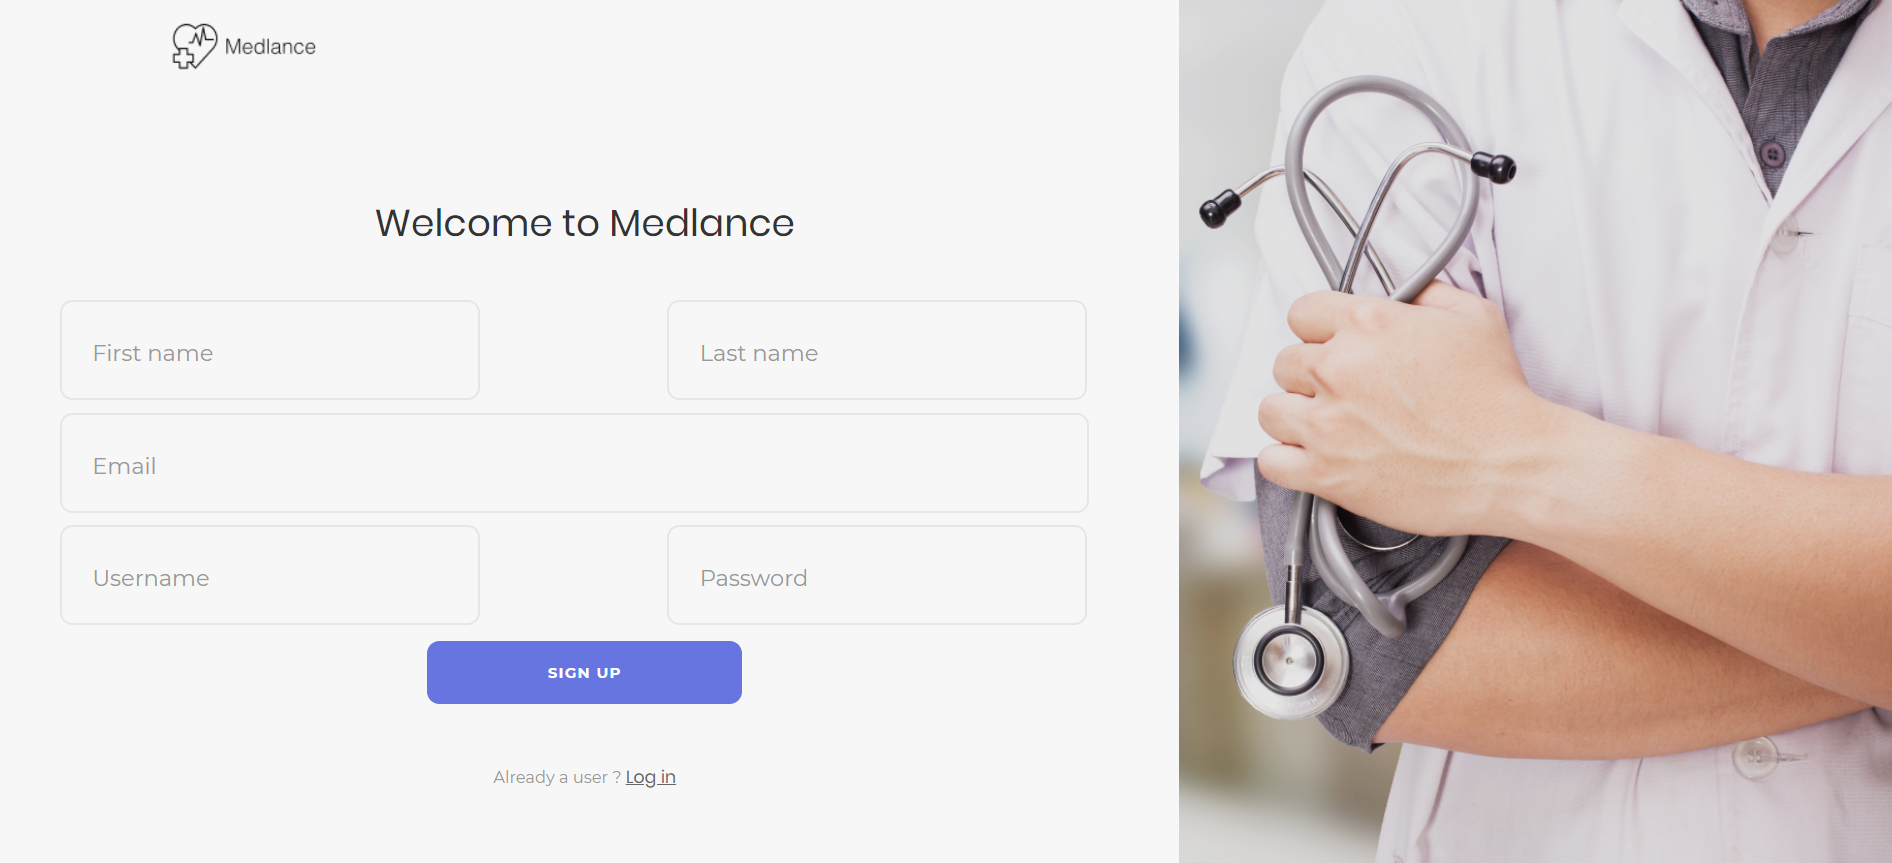 Medlance
Welcome to Medlance
First name
Last name
Email
Username
Password
SIGN UP
Already a user ? Log in